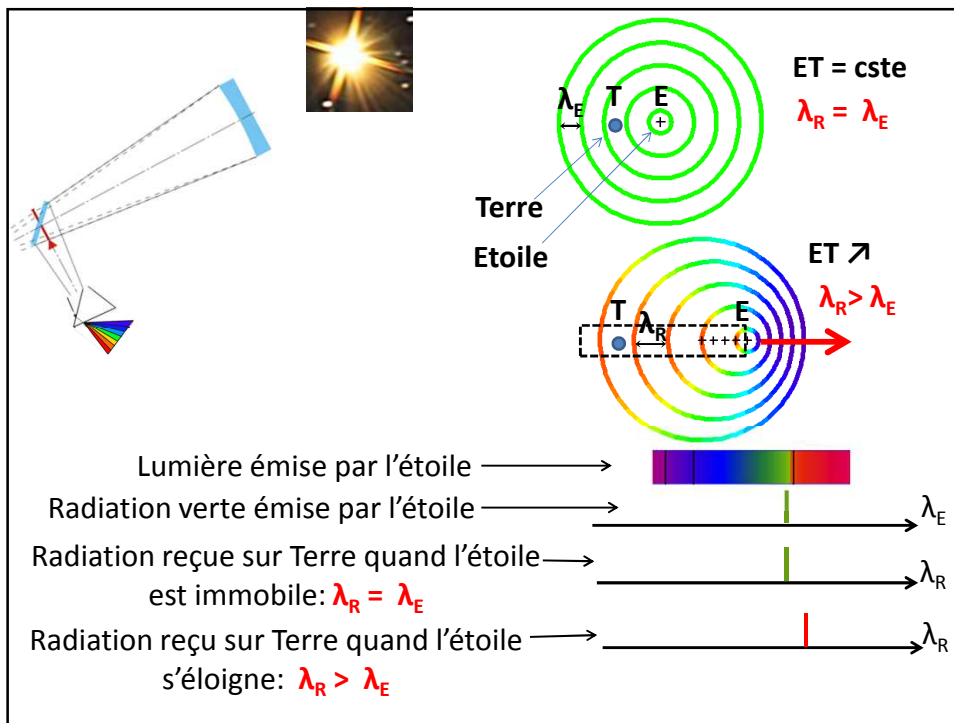 ET = cste
λR = λE
λE T E
Terre
Etoile
ET ↗
λR > λE
T λR E
Lumière émise par l'étoile
Radiation verte émise par l'étoile
λE
Radiation reçue sur Terre quand l'étoile
est immobile: λR = λE
λR
Radiation reçu sur Terre quand l'étoile
s'éloigne: λR > λE
λR